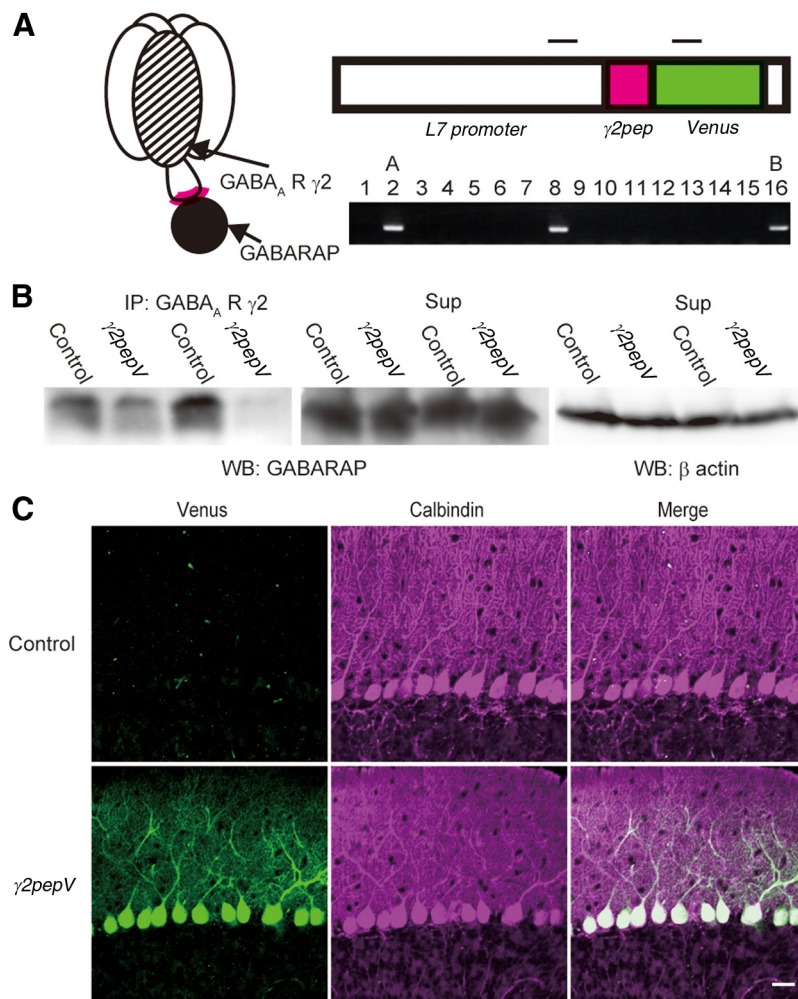 A
L7 promoter γ2pep Venus
GABA_A R γ2
GABARAP
A B
1 2 3 4 5 6 7 8 9 10 11 12 13 14 15 16
B
IP: GABA_A R γ2 Sup Sup
Control γ2pepV Control γ2pepV Control γ2pepV Control γ2pepV Control γ2pepV Control γ2pepV
WB: GABARAP WB: β actin
C
Venus Calbindin Merge
Control
γ2pepV